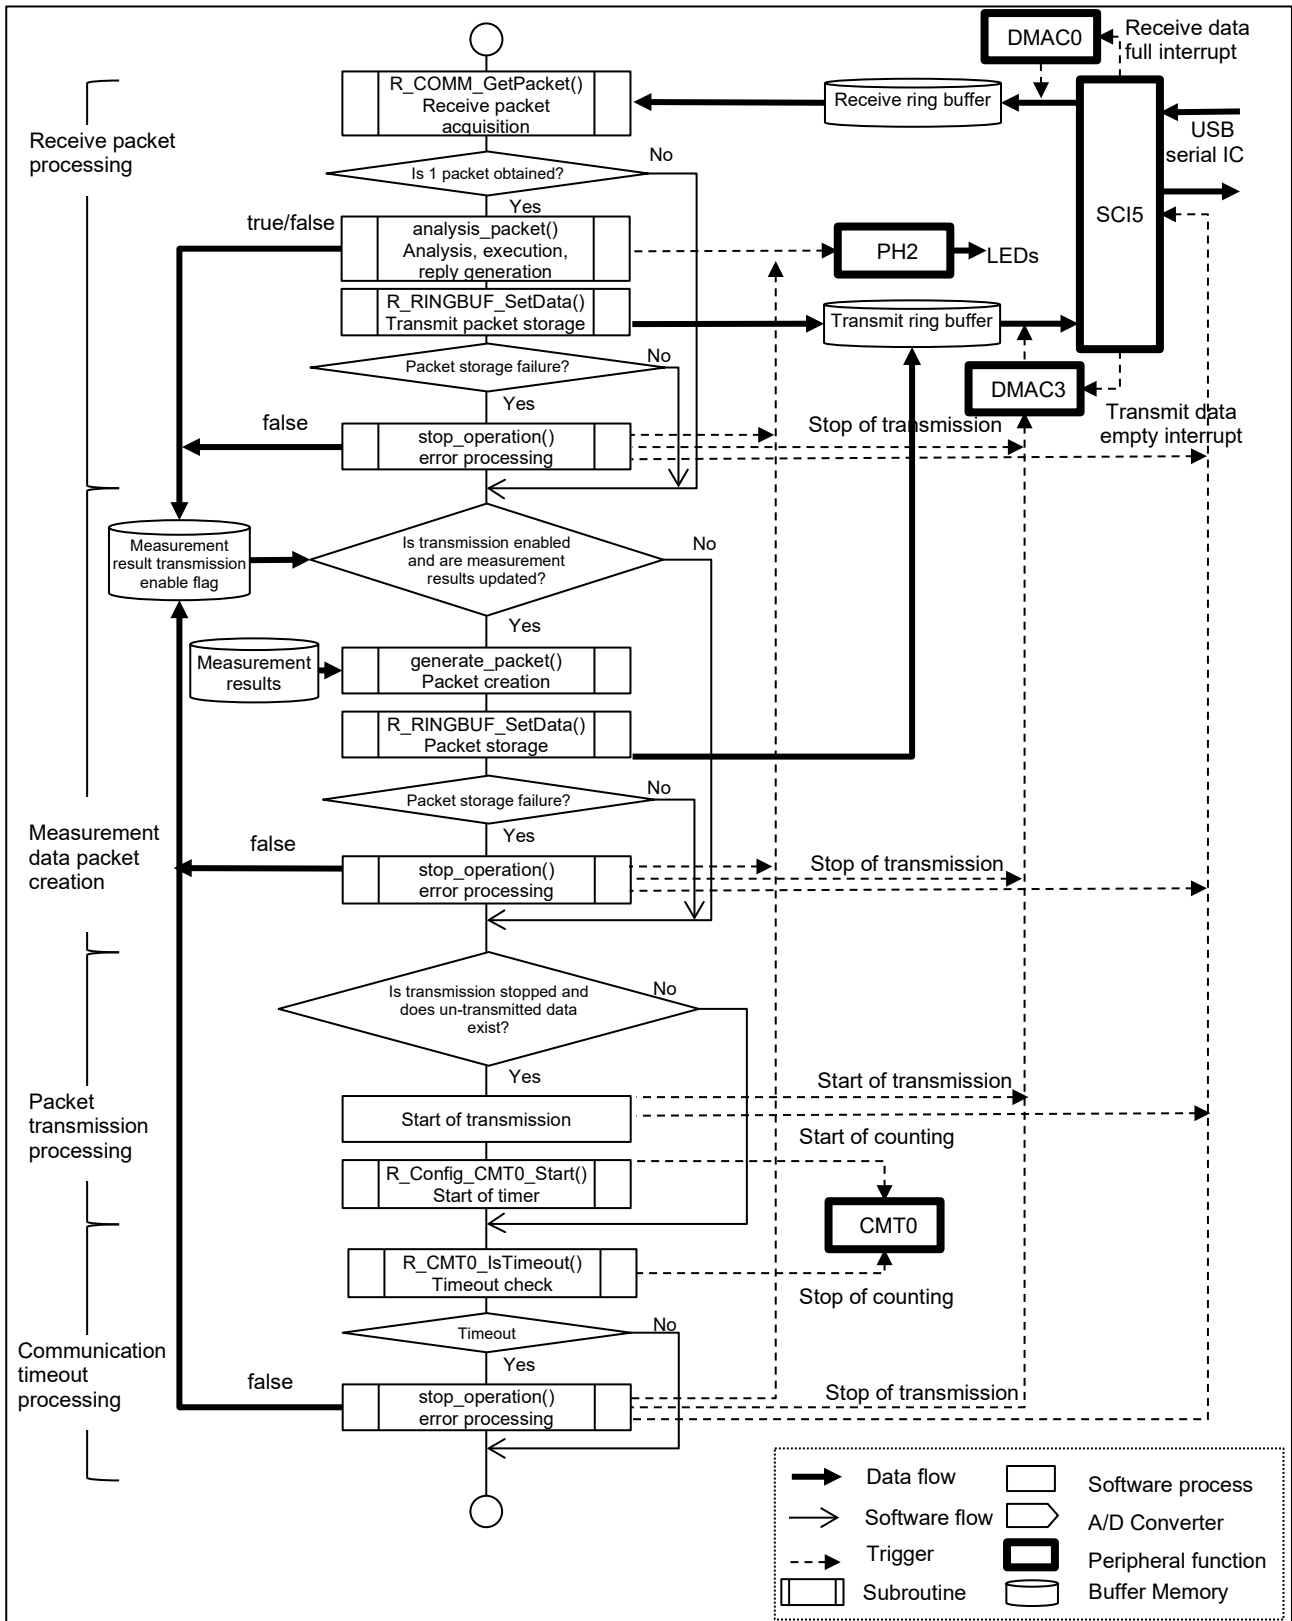 DMAC0
Receive data
full interrupt
R_COMM_GetPacket()
Receive packet
acquisition
Receive ring buffer
Receive packet
processing
USB
serial IC
No
Is 1 packet obtained?
Yes
SCI5
true/false
analysis_packet()
Analysis, execution,
reply generation
PH2
LEDs
R_RINGBUF_SetData()
Transmit packet storage
Transmit ring buffer
No
Packet storage failure?
Yes
DMAC3
Transmit data
empty interrupt
false
stop_operation()
error processing
Stop of transmission
Measurement
result transmission
enable flag
Is transmission enabled
and are measurement
results updated?
No
Yes
Measurement
results
generate_packet()
Packet creation
R_RINGBUF_SetData()
Packet storage
No
Packet storage failure?
Yes
Measurement
data packet
creation
false
stop_operation()
error processing
Stop of transmission
Is transmission stopped and
does un-transmitted data
exist?
No
Yes
Packet
transmission
processing
Start of transmission
Start of transmission
Start of counting
R_Config_CMT0_Start()
Start of timer
CMT0
R_CMT0_IsTimeout()
Timeout check
Stop of counting
No
Timeout
Yes
Communication
timeout
processing
false
stop_operation()
error processing
Stop of transmission
Data flow
Software process
Software flow
A/D Converter
Trigger
Peripheral function
Subroutine
Buffer Memory